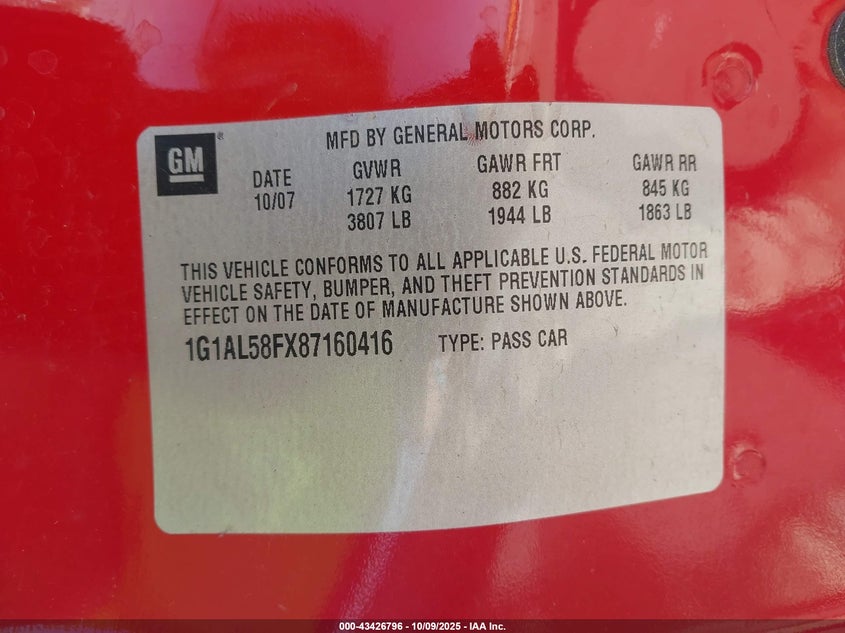 MFD BY GENERAL MOTORS CORP.
GM®
DATE GVWR GAWR FRT GAWR RR
10/07 1727 KG 882 KG 845 KG
3807 LB 1944 LB 1863 LB
THIS VEHICLE CONFORMS TO ALL APPLICABLE U.S. FEDERAL MOTOR
VEHICLE SAFETY, BUMPER, AND THEFT PREVENTION STANDARDS IN
EFFECT ON THE DATE OF MANUFACTURE SHOWN ABOVE.
1G1AL58FX87160416 TYPE: PASS CAR
000-43426796 - 10/09/2025 - IAA Inc.